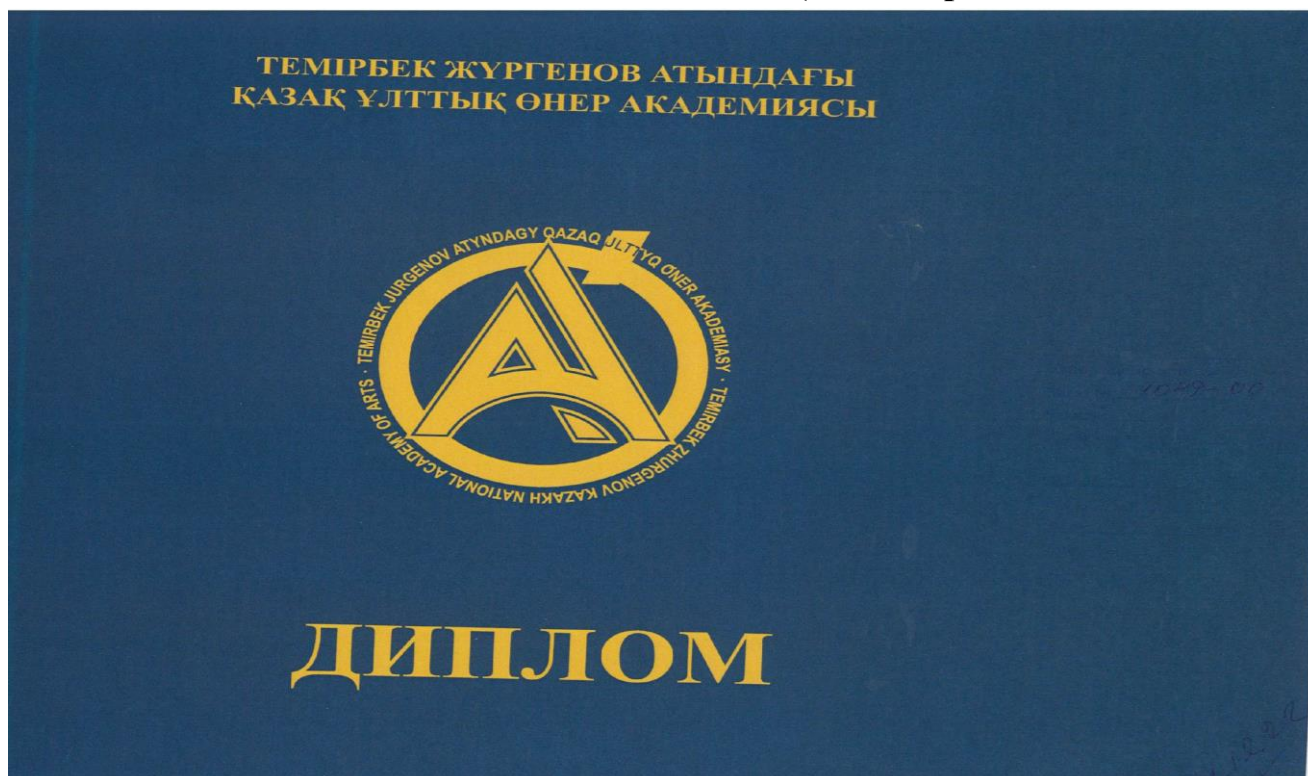 ТЕМІРБЕК ЖҮРГЕНОВ АТЫНДАҒЫ
ҚАЗАҚ ҰЛТТЫҚ ӨНЕР АКАДЕМИЯСЫ
TEMIRBEK JURGENOV ATYNDAGY QAZAQ ULTTYQ ÓNER AKADEMIASY · TEMIRBEK ZHURGENOV KAZAKH NATIONAL ACADEMY OF ARTS ·
ДИПЛОМ